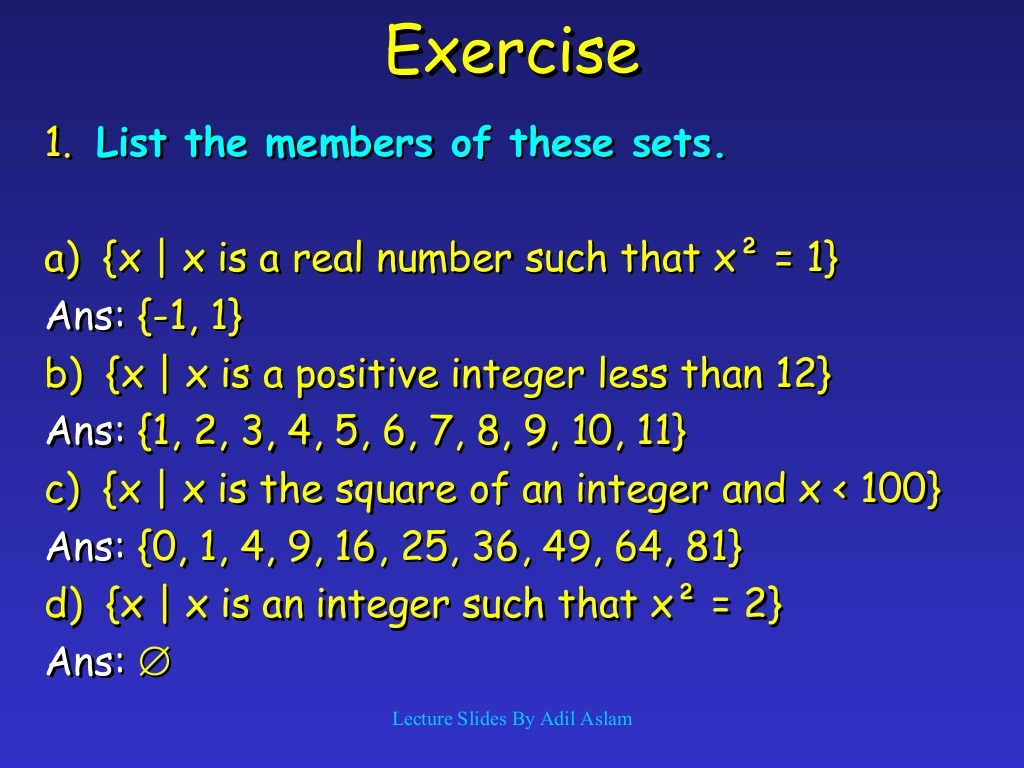 Exercise
1. List the members of these sets.
a) {x | x is a real number such that x² = 1}
Ans: {-1, 1}
b) {x | x is a positive integer less than 12}
Ans: {1, 2, 3, 4, 5, 6, 7, 8, 9, 10, 11}
c) {x | x is the square of an integer and x < 100}
Ans: {0, 1, 4, 9, 16, 25, 36, 49, 64, 81}
d) {x | x is an integer such that x² = 2}
Ans: ∅
Lecture Slides By Adil Aslam